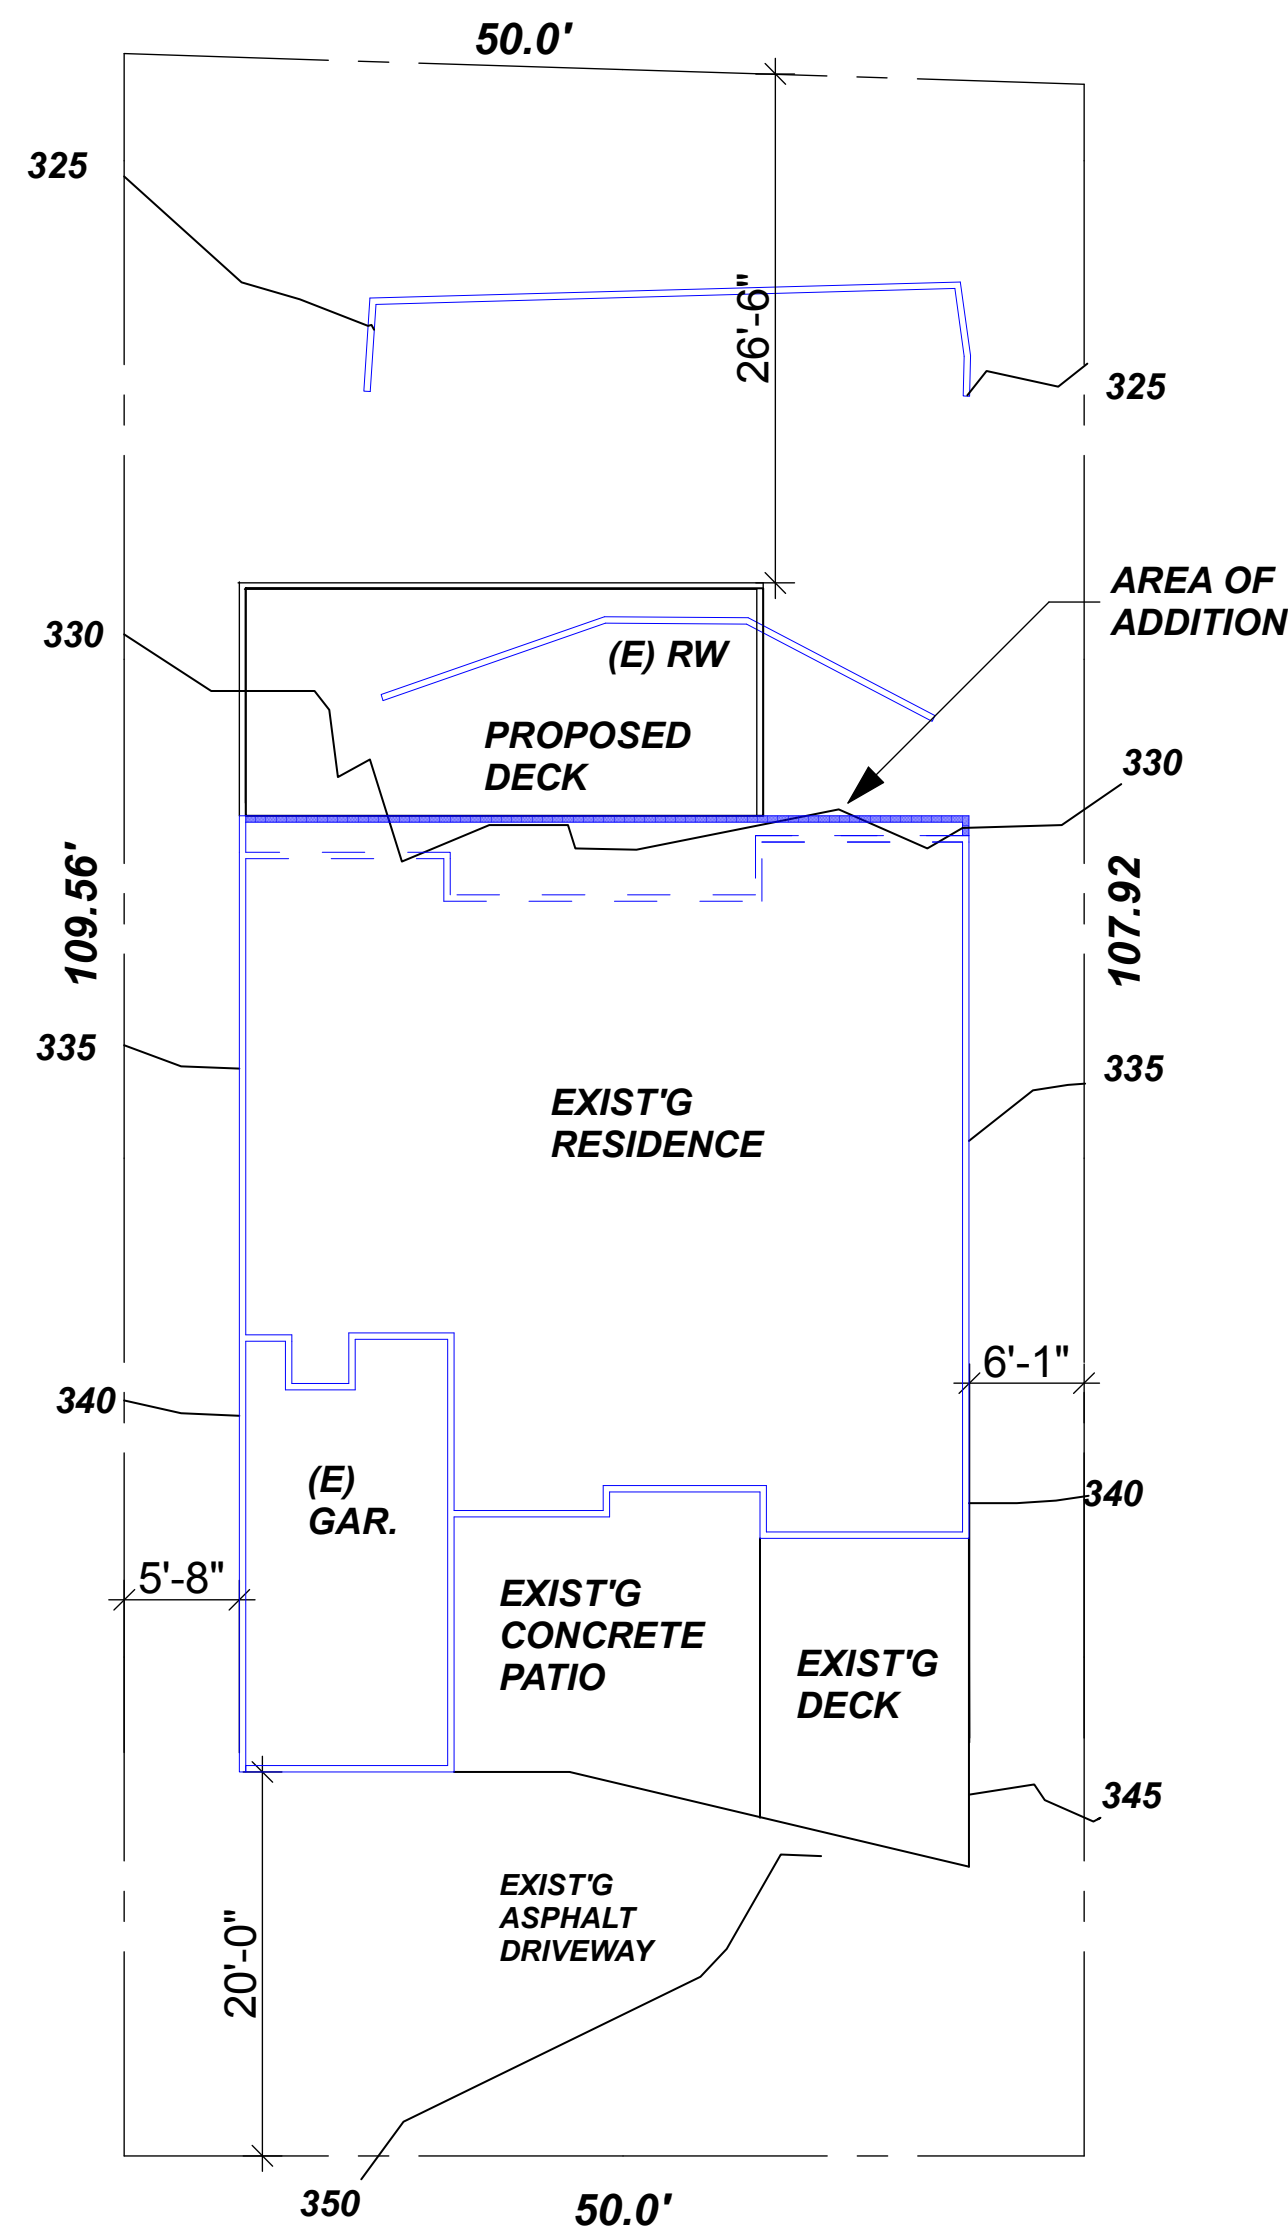 50.0'
325
26'-6"
325
AREA OF
ADDITION
330
(E) RW
PROPOSED
DECK
330
109.56'
107.92
335
335
EXIST'G
RESIDENCE
6'-1"
340
(E)
GAR.
340
5'-8"
EXIST'G
CONCRETE
PATIO
EXIST'G
DECK
345
EXIST'G
ASPHALT
DRIVEWAY
20'-0"
350
50.0'